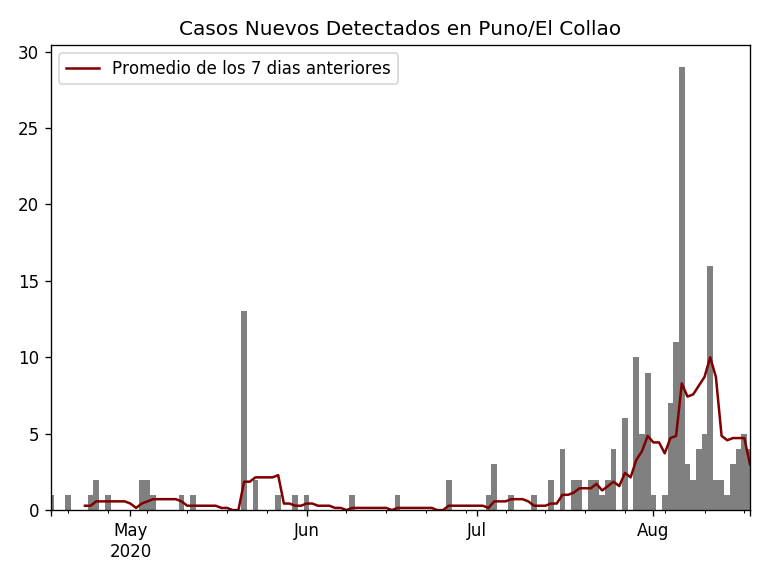 Casos Nuevos Detectados en Puno/El Collao
Promedio de los 7 dias anteriores
30
25
20
15
10
5
0
May
2020
Jun
Jul
Aug